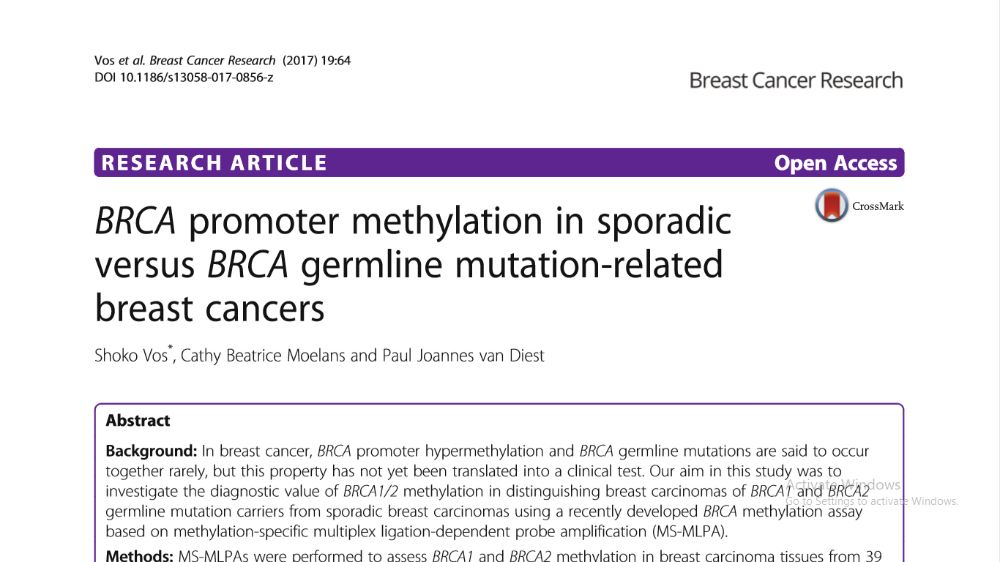 Vos et al. Breast Cancer Research (2017) 19:64
DOI 10.1186/s13058-017-0856-z
Breast Cancer Research
RESEARCH ARTICLE Open Access
CrossMark
BRCA promoter methylation in sporadic
versus BRCA germline mutation-related
breast cancers
Shoko Vos*, Cathy Beatrice Moelans and Paul Joannes van Diest
Abstract
Background: In breast cancer, BRCA promoter hypermethylation and BRCA germline mutations are said to occur
together rarely, but this property has not yet been translated into a clinical test. Our aim in this study was to
investigate the diagnostic value of BRCA1/2 methylation in distinguishing breast carcinomas of BRCA1 and BRCA2
germline mutation carriers from sporadic breast carcinomas using a recently developed BRCA methylation assay
based on methylation-specific multiplex ligation-dependent probe amplification (MS-MLPA).
Methods: MS-MLPAs were performed to assess BRCA1 and BRCA2 methylation in breast carcinoma tissues from 39
Activate Windows
Go to Settings to activate Windows.